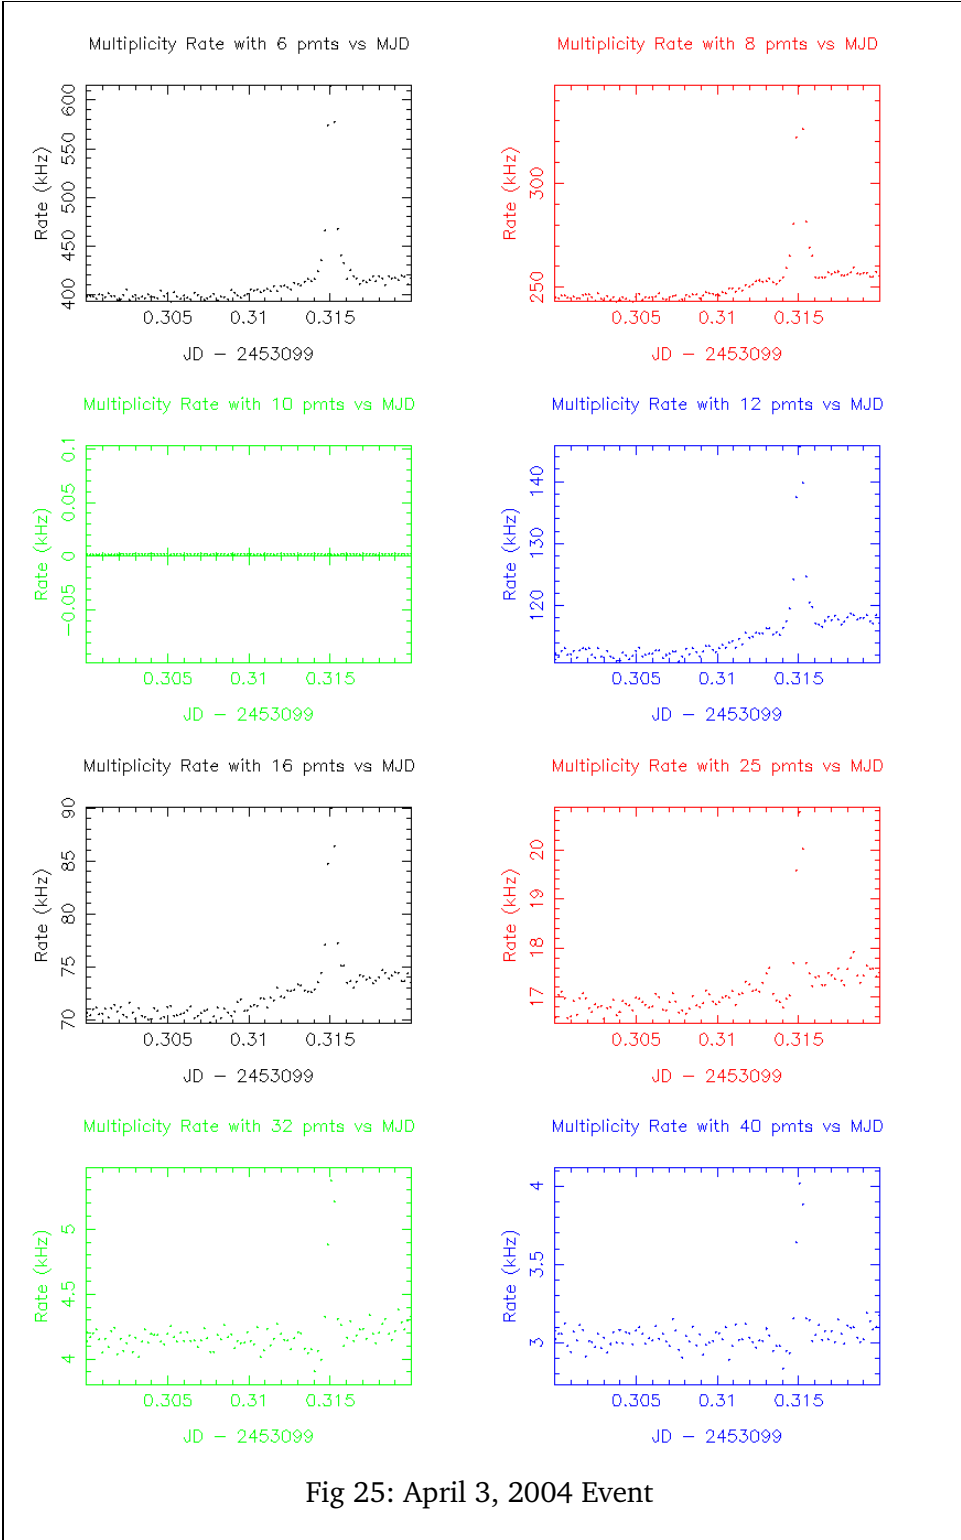 Multiplicity Rate with 6 pmts vs MJD
Rate (kHz)
600
550
500
450
400
0.305 0.31 0.315
JD − 2453099
Multiplicity Rate with 8 pmts vs MJD
Rate (kHz)
300
250
0.305 0.31 0.315
JD − 2453099
Multiplicity Rate with 10 pmts vs MJD
Rate (kHz)
0.1
0.05
0
−0.05
0.305 0.31 0.315
JD − 2453099
Multiplicity Rate with 12 pmts vs MJD
Rate (kHz)
140
130
120
0.305 0.31 0.315
JD − 2453099
Multiplicity Rate with 16 pmts vs MJD
Rate (kHz)
90
85
80
75
70
0.305 0.31 0.315
JD − 2453099
Multiplicity Rate with 25 pmts vs MJD
Rate (kHz)
20
19
18
17
0.305 0.31 0.315
JD − 2453099
Multiplicity Rate with 32 pmts vs MJD
Rate (kHz)
5
4.5
4
0.305 0.31 0.315
JD − 2453099
Multiplicity Rate with 40 pmts vs MJD
Rate (kHz)
4
3.5
3
0.305 0.31 0.315
JD − 2453099
Fig 25: April 3, 2004 Event